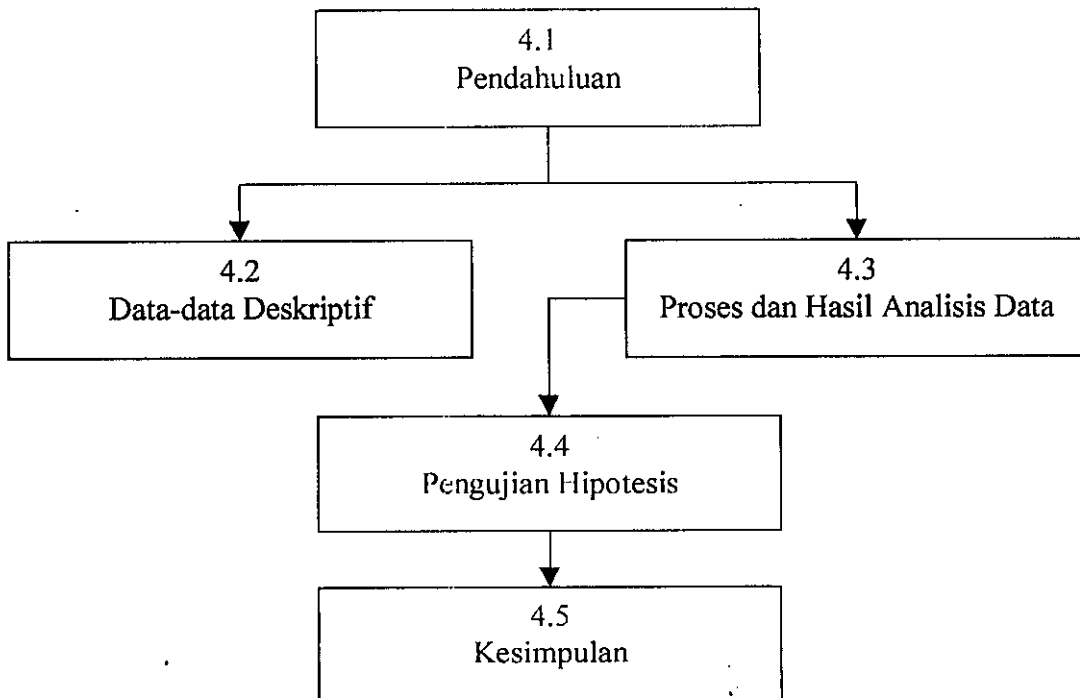 4.1
Pendahuluan
4.2
Data-data Deskriptif
4.3
Proses dan Hasil Analisis Data
4.4
Pengujian Hipotesis
4.5
Kesimpulan